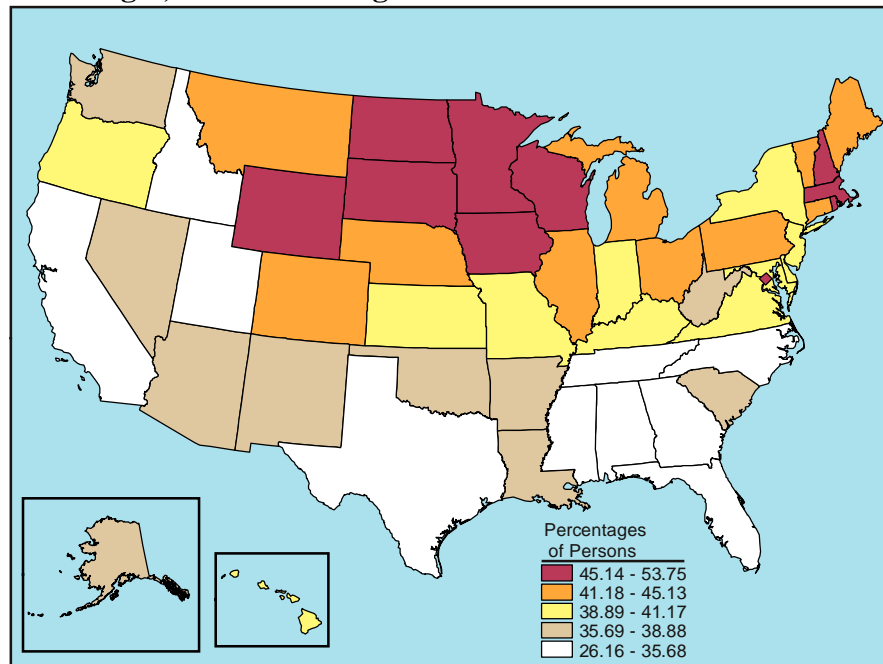 Percentages
of Persons
45.14 - 53.75
41.18 - 45.13
38.89 - 41.17
35.69 - 38.88
26.16 - 35.68